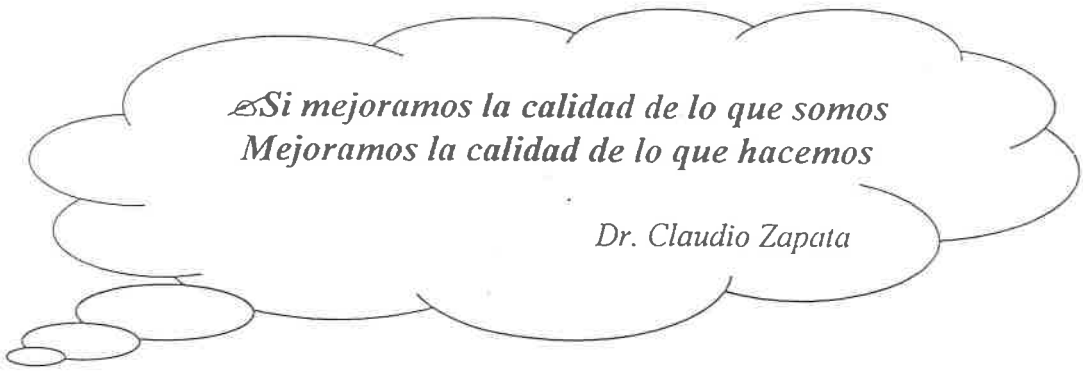 Si mejoramos la calidad de lo que somos
Mejoramos la calidad de lo que hacemos
Dr. Claudio Zapata